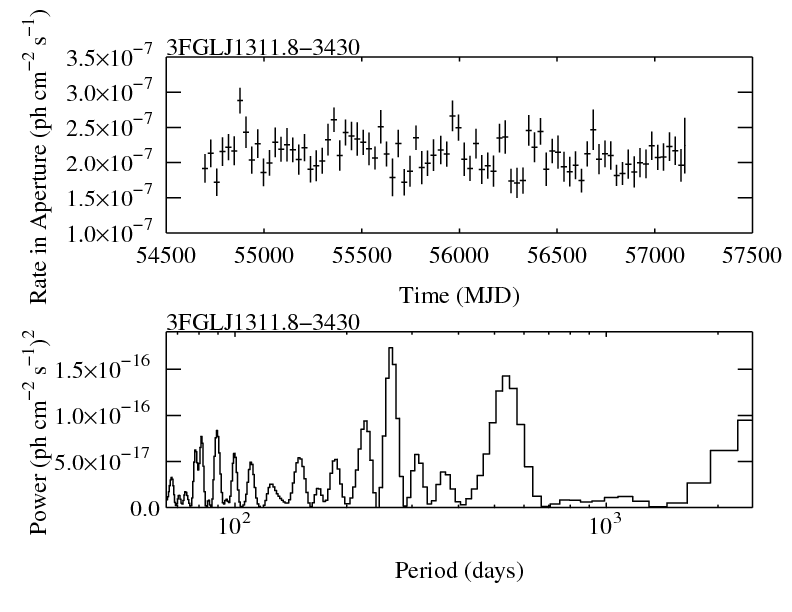 3FGLJ1311.8−3430
Rate in Aperture (ph cm⁻² s⁻¹)
3.5×10⁻⁷
3.0×10⁻⁷
2.5×10⁻⁷
2.0×10⁻⁷
1.5×10⁻⁷
1.0×10⁻⁷
54500 55000 55500 56000 56500 57000 57500
Time (MJD)
3FGLJ1311.8−3430
Power (ph cm⁻² s⁻¹)²
1.5×10⁻¹⁶
1.0×10⁻¹⁶
5.0×10⁻¹⁷
0.0
10² 10³
Period (days)